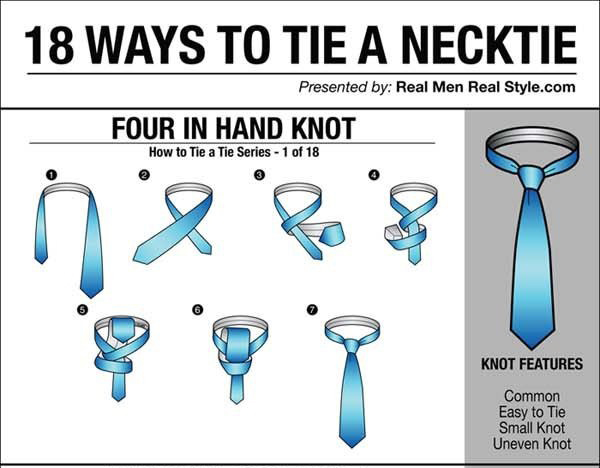 18 WAYS TO TIE A NECKTIE
Presented by: Real Men Real Style.com
FOUR IN HAND KNOT
How to Tie a Tie Series - 1 of 18
1
2
3
4
5
6
7
KNOT FEATURES
Common
Easy to Tie
Small Knot
Uneven Knot